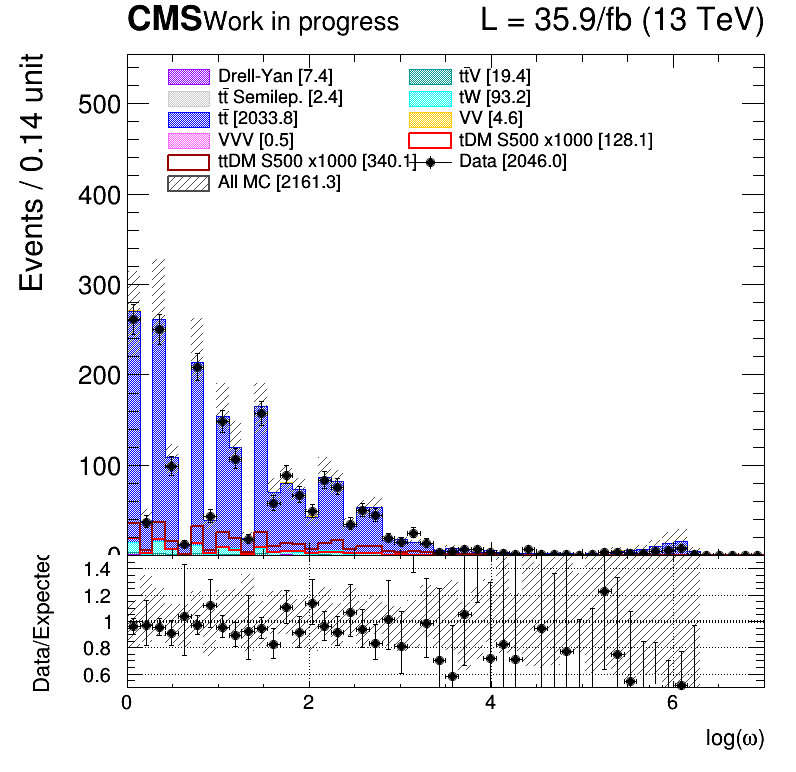 CMS Work in progress L = 35.9/fb (13 TeV)
Events / 0.14 unit
500
400
300
200
100
0
Drell-Yan [7.4]
tt̄ Semilep. [2.4]
tt̄ [2033.8]
VVV [0.5]
ttDM S500 x1000 [340.1]
All MC [2161.3]
tt̄V [19.4]
tW [93.2]
VV [4.6]
tDM S500 x1000 [128.1]
Data [2046.0]
Data/Expected
1.4
1.2
1
0.8
0.6
0 2 4 6
log(ω)